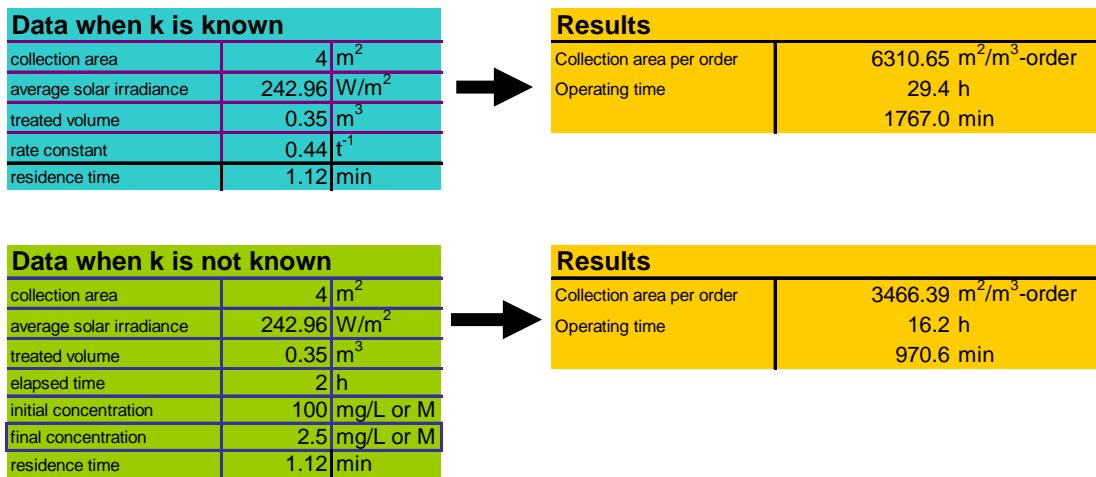 Data when k is known
collection area 4 m²
average solar irradiance 242.96 W/m²
treated volume 0.35 m³
rate constant 0.44 t⁻¹
residence time 1.12 min
Results
Collection area per order 6310.65 m²/m³-order
Operating time 29.4 h
1767.0 min
Data when k is not known
collection area 4 m²
average solar irradiance 242.96 W/m²
treated volume 0.35 m³
elapsed time 2 h
initial concentration 100 mg/L or M
final concentration 2.5 mg/L or M
residence time 1.12 min
Results
Collection area per order 3466.39 m²/m³-order
Operating time 16.2 h
970.6 min